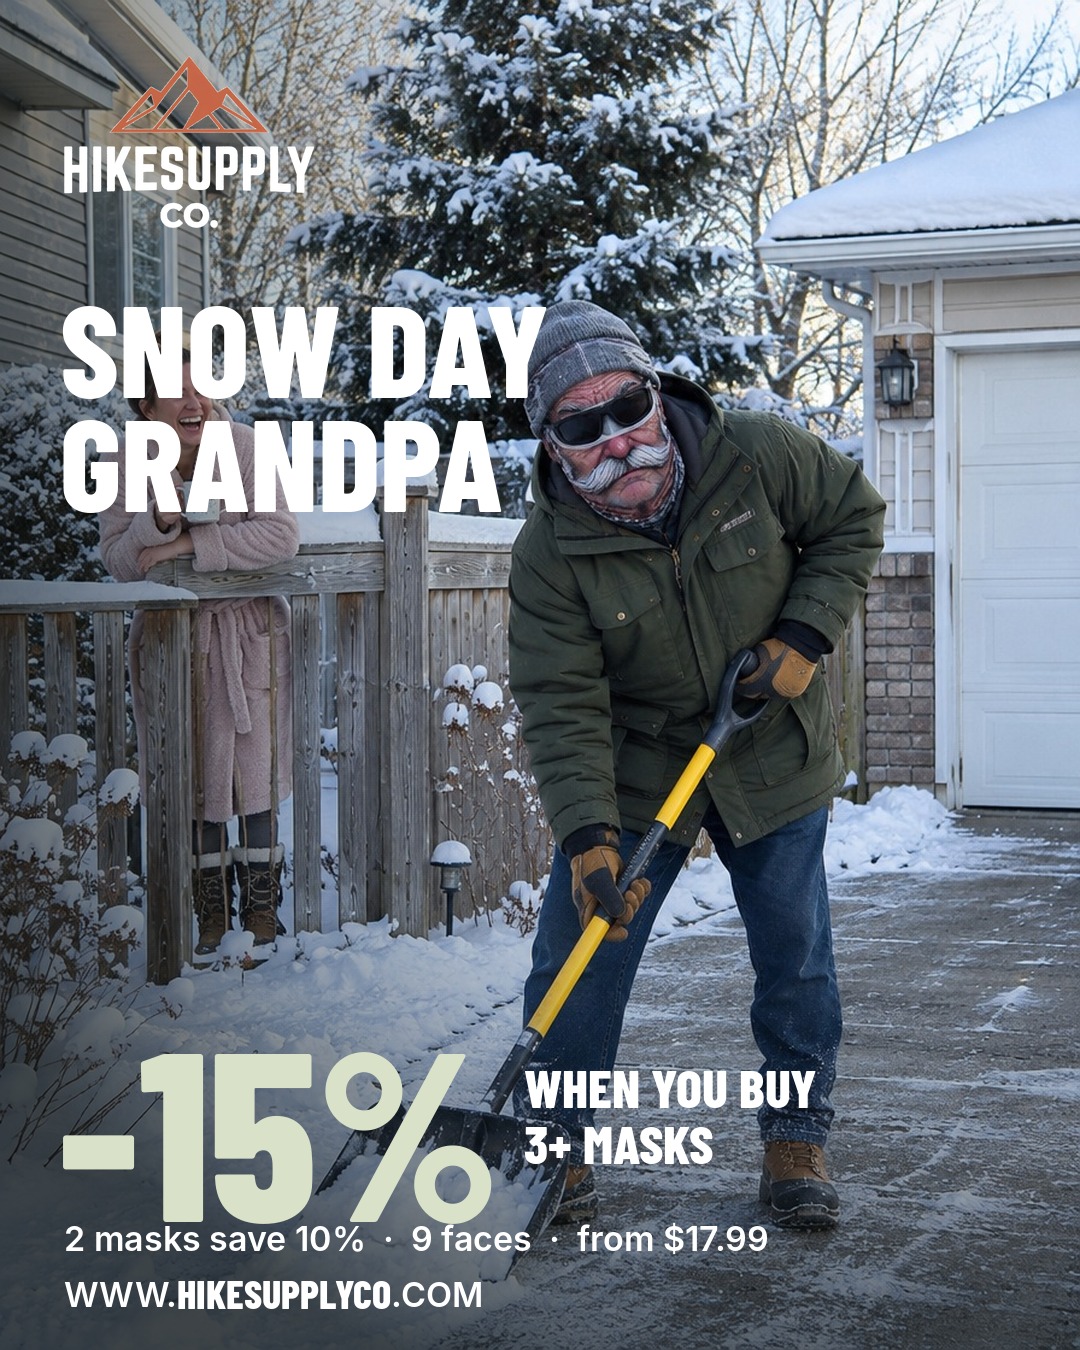 HIKESUPPLY
CO.
SNOW DAY
GRANDPA
-15%
WHEN YOU BUY
3+ MASKS
2 masks save 10% · 9 faces · from $17.99
WWW.HIKESUPPLYCO.COM